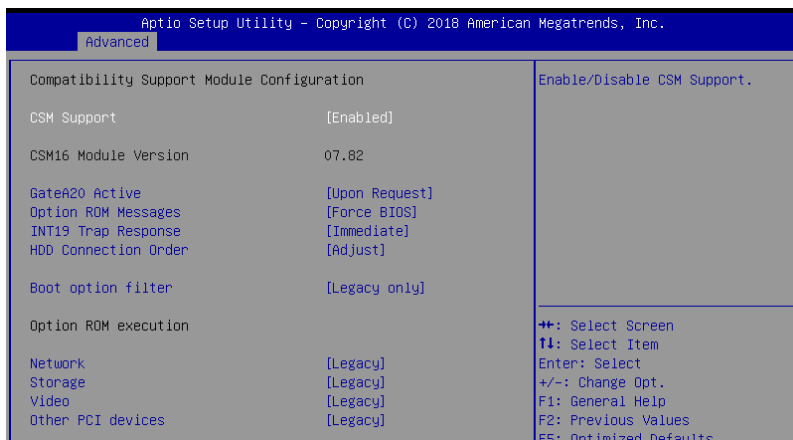 Aptio Setup Utility – Copyright (C) 2018 American Megatrends, Inc.
Advanced
Compatibility Support Module Configuration
Enable/Disable CSM Support.
CSM Support [Enabled]
CSM16 Module Version 07.82
GateA20 Active [Upon Request]
Option ROM Messages [Force BIOS]
INT19 Trap Response [Immediate]
HDD Connection Order [Adjust]
Boot option filter [Legacy only]
Option ROM execution
Network [Legacy]
Storage [Legacy]
Video [Legacy]
Other PCI devices [Legacy]
→←: Select Screen
↑↓: Select Item
Enter: Select
+/-: Change Opt.
F1: General Help
F2: Previous Values
F5: Optimized Defaults